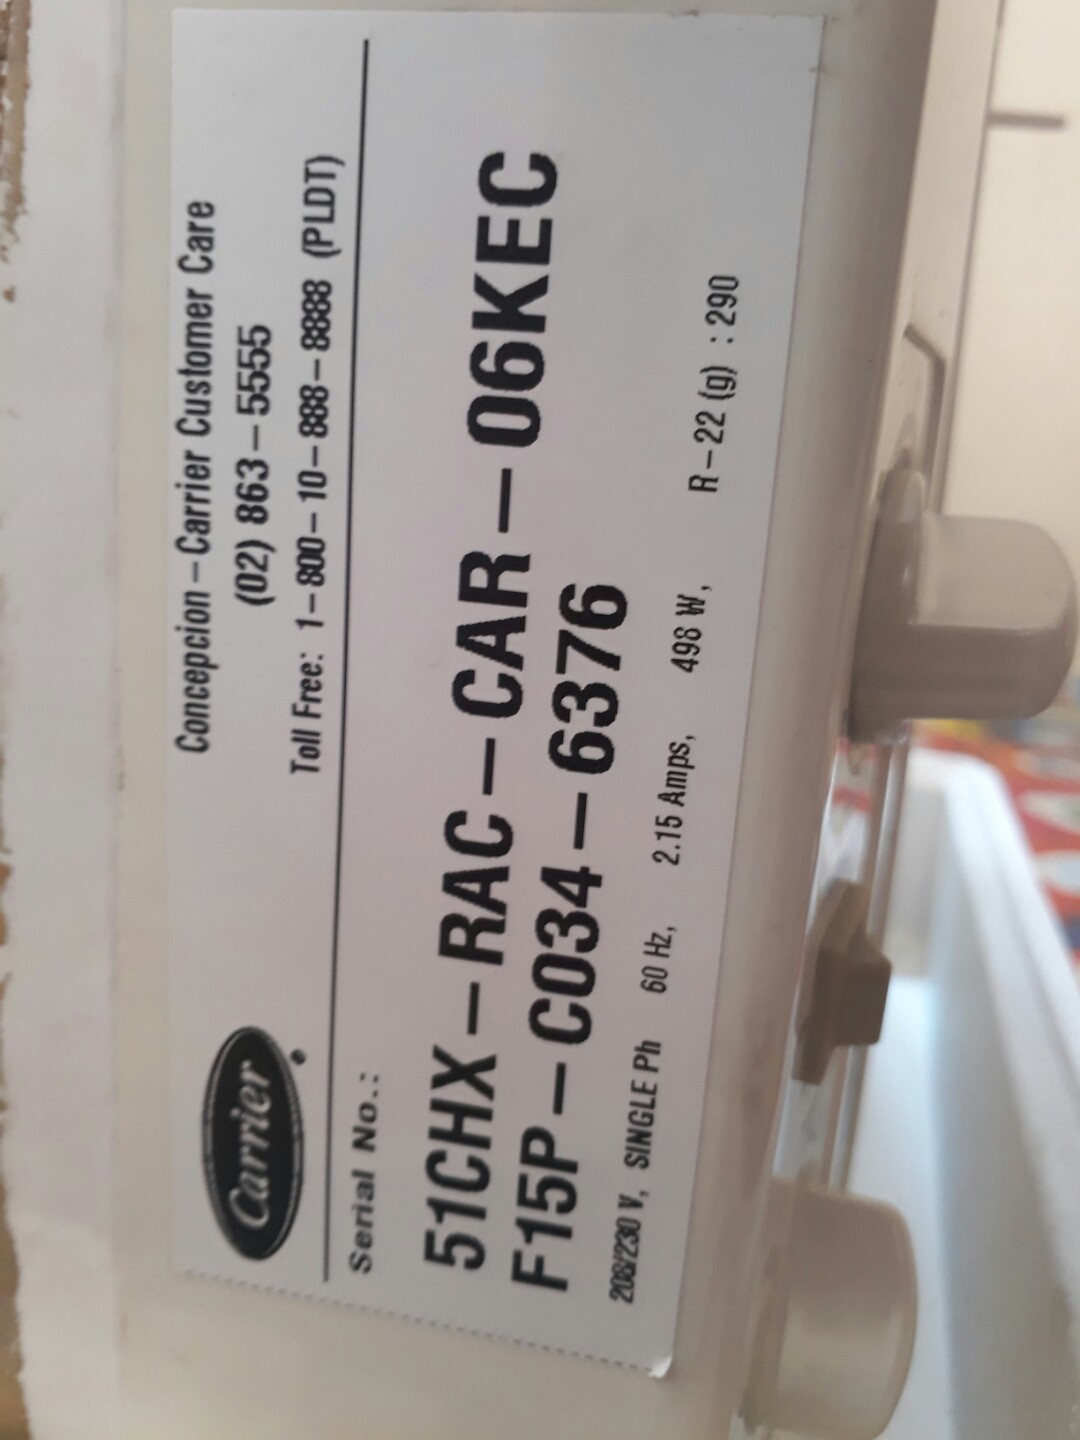 Carrier
Concepcion – Carrier Customer Care
(02) 863 – 5555
Toll Free: 1 – 800 – 10 – 888 – 8888 (PLDT)
Serial No.:
51CHX – RAC – CAR – 06KEC
F15P – C034 – 6376
208/230 V, SINGLE Ph 60 Hz, 2.15 Amps, 498 W, R – 22 (g) : 290